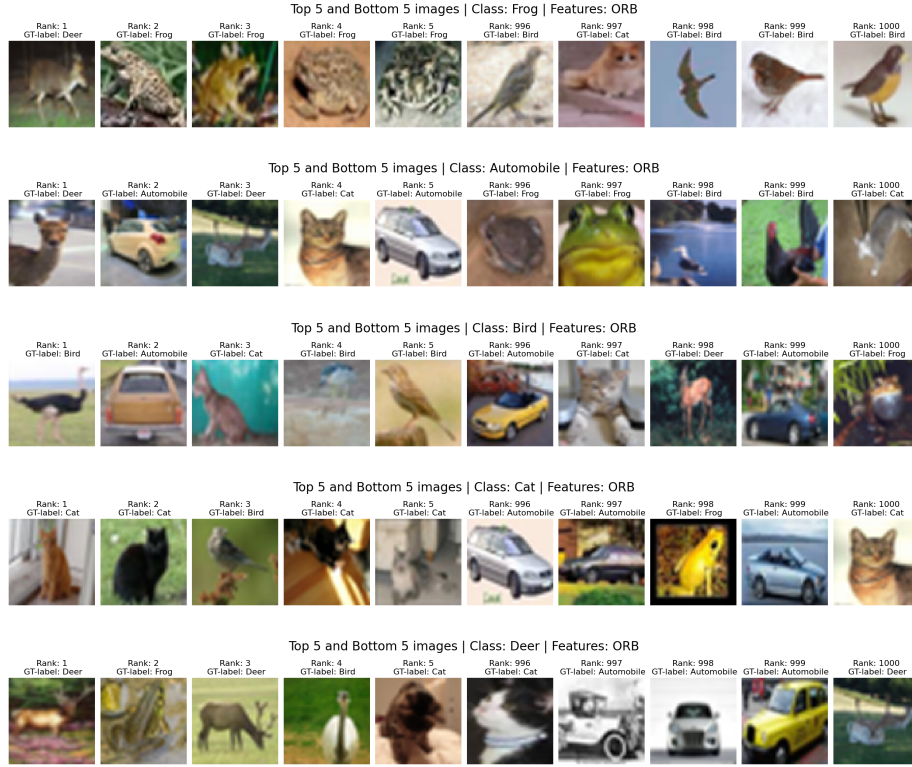 Top 5 and Bottom 5 images | Class: Frog | Features: ORB
Rank: 1 Rank: 2 Rank: 3 Rank: 4 Rank: 5 Rank: 996 Rank: 997 Rank: 998 Rank: 999 Rank: 1000
GT-label: Deer GT-label: Frog GT-label: Frog GT-label: Frog GT-label: Frog GT-label: Bird GT-label: Cat GT-label: Bird GT-label: Bird GT-label: Bird
Top 5 and Bottom 5 images | Class: Automobile | Features: ORB
Rank: 1 Rank: 2 Rank: 3 Rank: 4 Rank: 5 Rank: 996 Rank: 997 Rank: 998 Rank: 999 Rank: 1000
GT-label: Deer GT-label: Automobile GT-label: Deer GT-label: Cat GT-label: Automobile GT-label: Frog GT-label: Frog GT-label: Bird GT-label: Bird GT-label: Cat
Top 5 and Bottom 5 images | Class: Bird | Features: ORB
Rank: 1 Rank: 2 Rank: 3 Rank: 4 Rank: 5 Rank: 996 Rank: 997 Rank: 998 Rank: 999 Rank: 1000
GT-label: Bird GT-label: Automobile GT-label: Cat GT-label: Bird GT-label: Bird GT-label: Automobile GT-label: Cat GT-label: Deer GT-label: Automobile GT-label: Frog
Top 5 and Bottom 5 images | Class: Cat | Features: ORB
Rank: 1 Rank: 2 Rank: 3 Rank: 4 Rank: 5 Rank: 996 Rank: 997 Rank: 998 Rank: 999 Rank: 1000
GT-label: Cat GT-label: Cat GT-label: Bird GT-label: Cat GT-label: Cat GT-label: Automobile GT-label: Automobile GT-label: Frog GT-label: Automobile GT-label: Cat
Top 5 and Bottom 5 images | Class: Deer | Features: ORB
Rank: 1 Rank: 2 Rank: 3 Rank: 4 Rank: 5 Rank: 996 Rank: 997 Rank: 998 Rank: 999 Rank: 1000
GT-label: Deer GT-label: Frog GT-label: Deer GT-label: Bird GT-label: Cat GT-label: Cat GT-label: Automobile GT-label: Automobile GT-label: Automobile GT-label: Deer